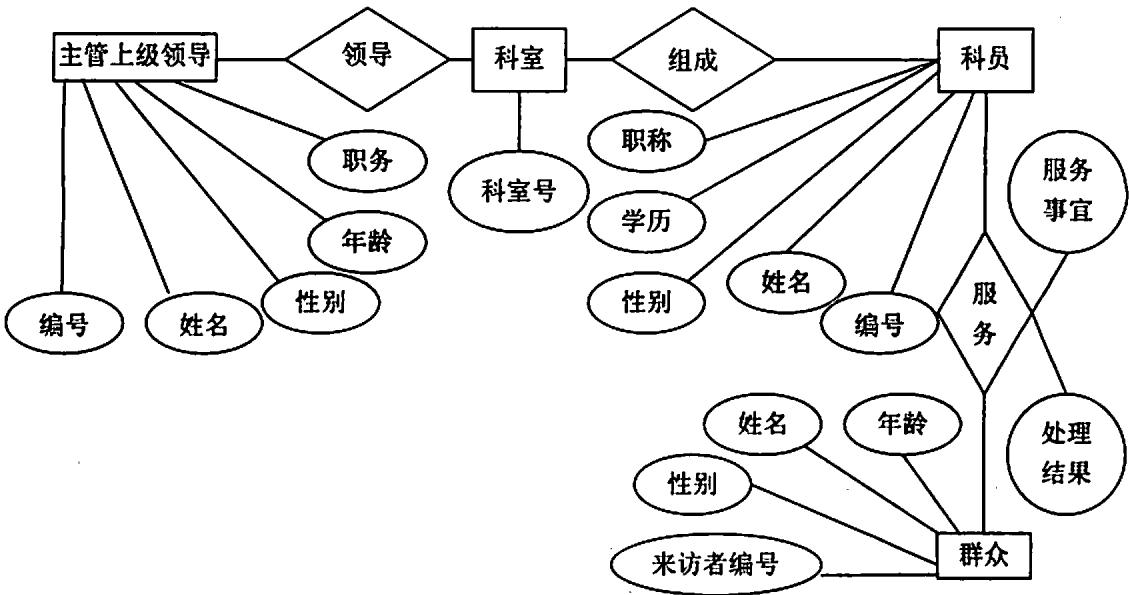 主管上级领导
领导
科室
组成
科员
职务
科室号
职称
服务
事宜
年龄
学历
编号
姓名
性别
性别
姓名
编号
服
务
姓名
年龄
处理
结果
性别
来访者编号
群众